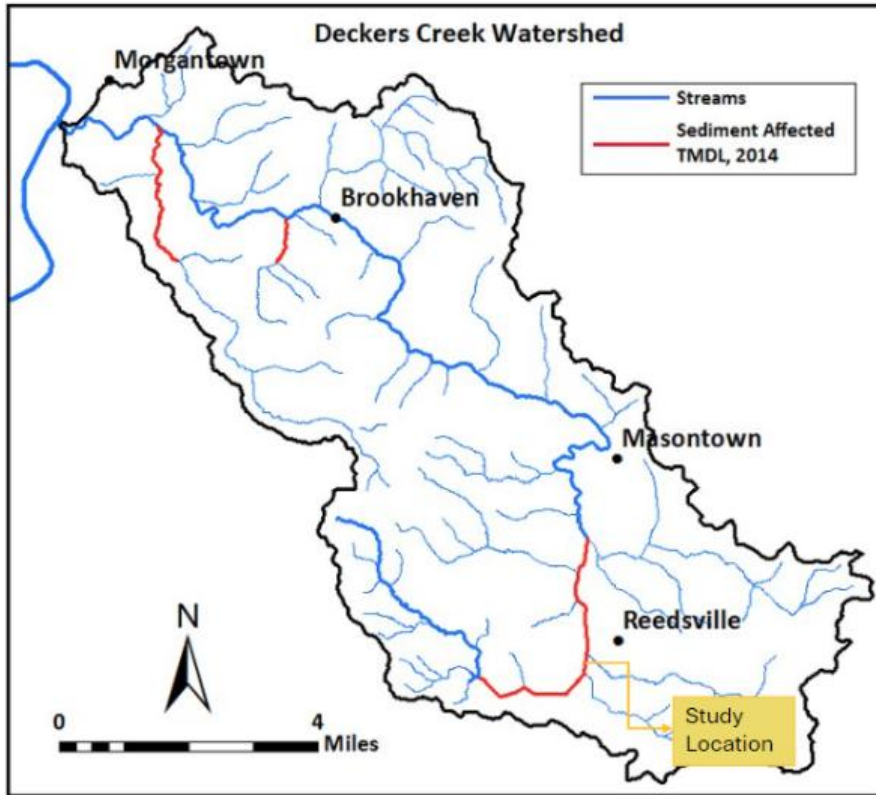 Deckers Creek Watershed
Morgantown
Streams
Sediment Affected
TMDL, 2014
Brookhaven
Masontown
Reedsville
N
Study
Location
0
4
Miles